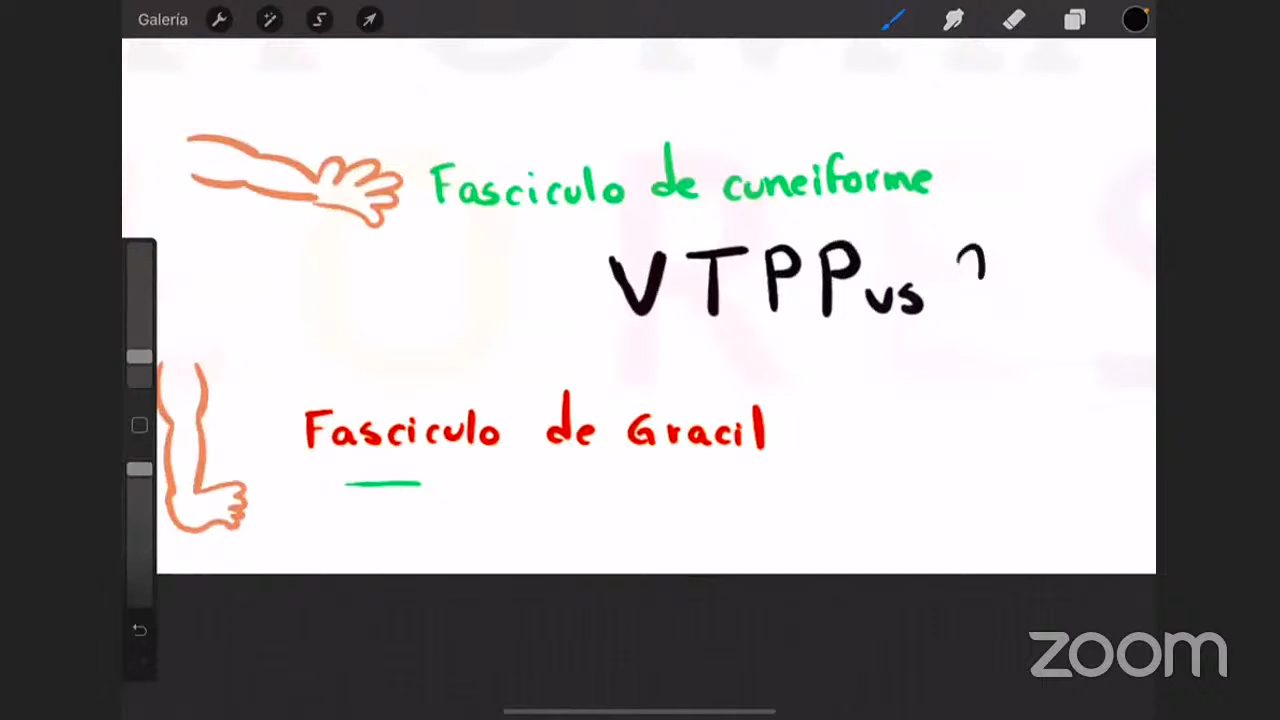 Galería
Fasciculo de cuneiforme
VTPPvs
Fasciculo de Gracil
zoom